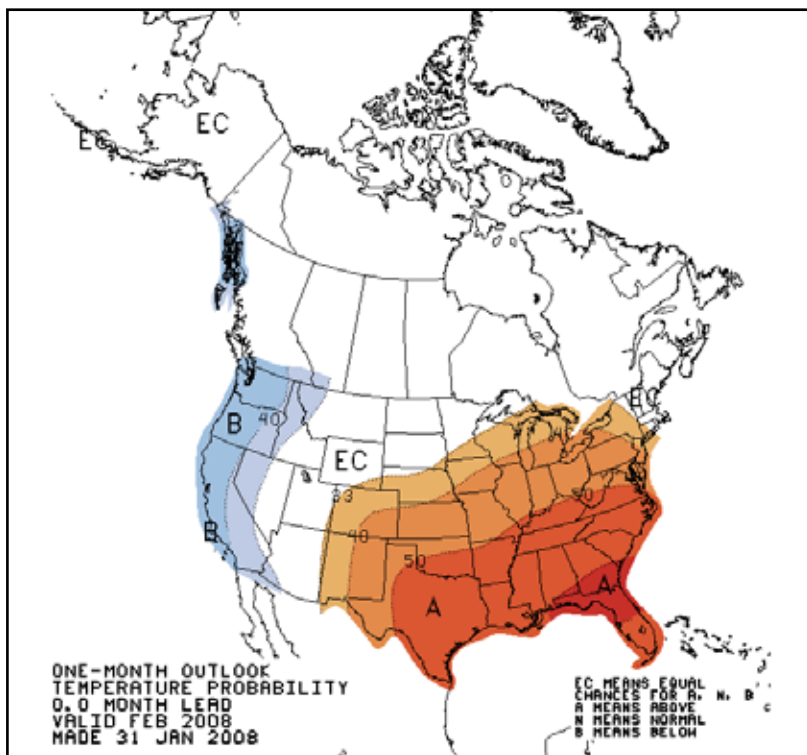 EC
EC
B
40
B
EC
33
40
50
A
EC
50
A
ONE-MONTH OUTLOOK
TEMPERATURE PROBABILITY
0.0 MONTH LEAD
VALID FEB 2008
MADE 31 JAN 2008
EC MEANS EQUAL
CHANCES FOR A, N, B
A MEANS ABOVE
N MEANS NORMAL
B MEANS BELOW